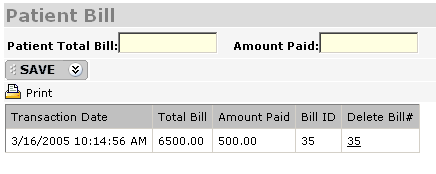 Patient Bill
Patient Total Bill: Amount Paid:
SAVE
Print
Transaction Date Total Bill Amount Paid Bill ID Delete Bill#
3/16/2005 10:14:56 AM 6500.00 500.00 35 35